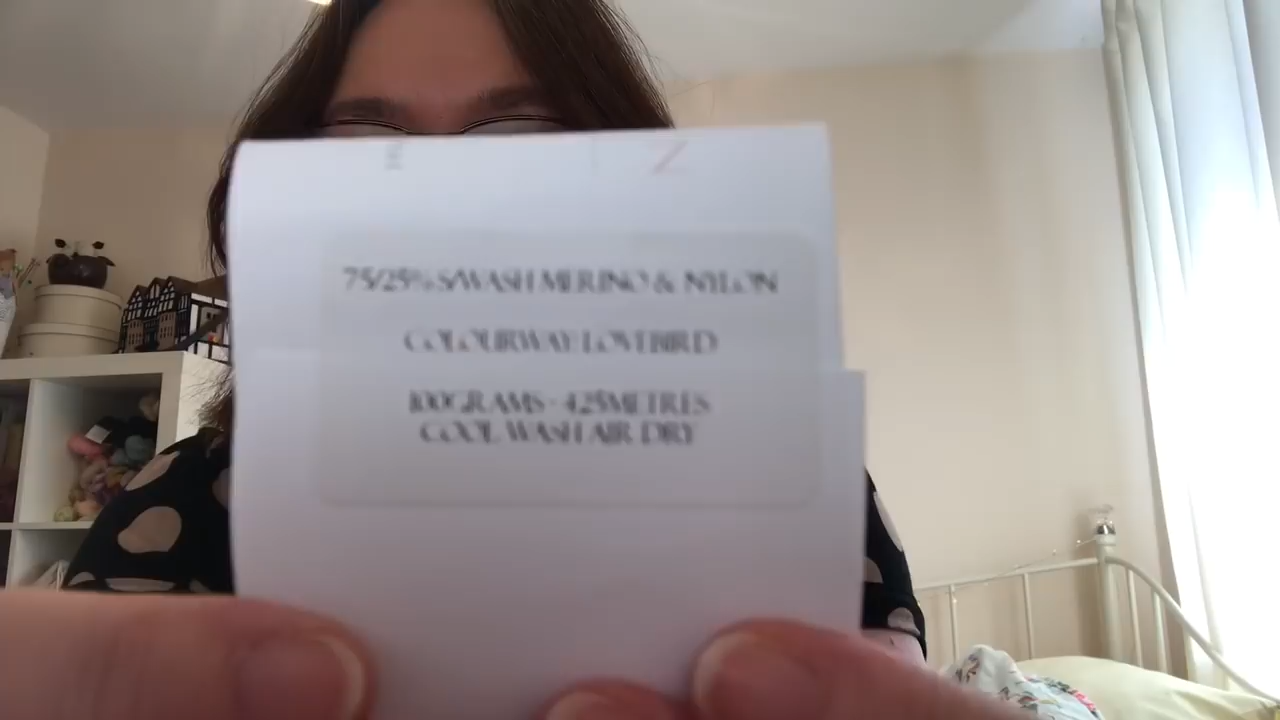 75/25% S/WASH MERINO & NYLON
COLOURWAY LOVEBIRD
100GRAMS - 425METRES
COOL WASH AIR DRY